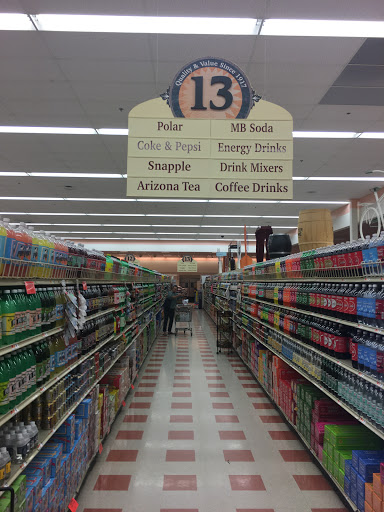 Quality & Value Since 1917
13
Polar MB Soda
Coke & Pepsi Energy Drinks
Snapple Drink Mixers
Arizona Tea Coffee Drinks